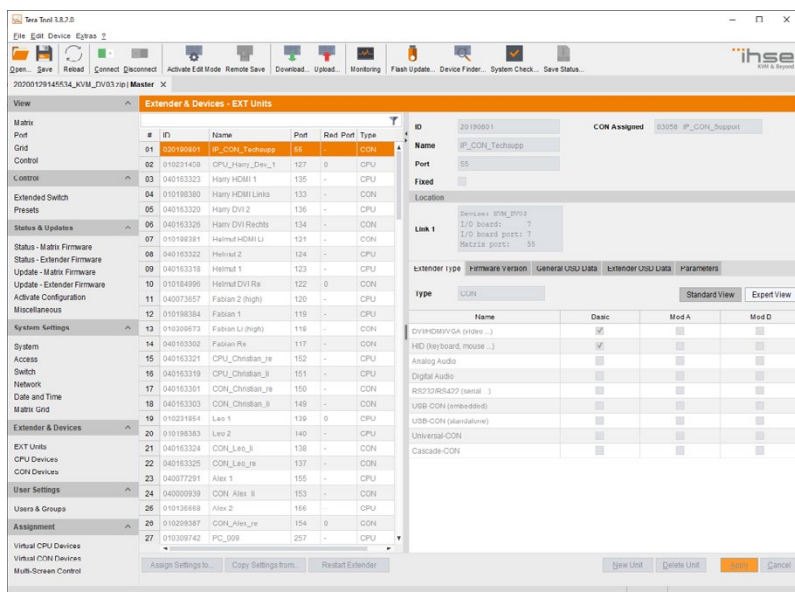 Tera Tool 3.8.2.0
File Edit Device Extras ?
Open... Save Reload Connect Disconnect Activate Edit Mode Remote Save Download... Upload... Monitoring Flash Update... Device Finder... System Check... Save Status...
ihse
KVM & Beyond
20200129145534_KVM_DV03.zip | Master X
View
Matrix
Port
Grid
Control
Control
Extended Switch
Presets
Status & Updates
Status - Matrix Firmware
Status - Extender Firmware
Update - Matrix Firmware
Update - Extender Firmware
Activate Configuration
Miscellaneous
System Settings
System
Access
Switch
Network
Date and Time
Matrix Grid
Extender & Devices
EXT Units
CPU Devices
CON Devices
User Settings
Users & Groups
Assignment
Virtual CPU Devices
Virtual CON Devices
Multi-Screen Control
Extender & Devices - EXT Units
# ID Name Port Red. Port Type
01 020190801 IP_CON_Techsupp 55 - CON
02 010231458 CPU_Harry_Dev_1 127 0 CPU
03 040163323 Harry HDMI 1 135 - CPU
04 010198380 Harry HDMI Links 133 - CON
05 040163320 Harry DVI 2 136 - CPU
06 040163326 Harry DVI Rechts 134 - CON
07 010198381 Helmut HDMI Li 121 - CON
08 040163322 Helmut 2 124 - CPU
09 040163318 Helmut 1 123 - CPU
10 010184996 Helmut DVI Re 122 0 CON
11 040073657 Fabian 2 (high) 120 - CPU
12 010198384 Fabian 1 119 - CPU
13 010309673 Fabian Li (high) 118 - CON
14 040163302 Fabian Re 117 - CON
15 040163321 CPU_Christian_re 152 - CPU
16 040163319 CPU_Christian_li 151 - CPU
17 040163301 CON_Christian_re 150 - CON
18 040163303 CON_Christian_li 149 - CON
19 010231854 Leo 1 139 0 CPU
20 010198383 Leo 2 140 - CPU
21 040163324 CON_Leo_li 138 - CON
22 040163325 CON_Leo_re 137 - CON
23 040077291 Alex 1 155 - CPU
24 040000939 CON_Alex_li 153 - CON
25 010136668 Alex 2 156 - CPU
26 010209387 CON_Alex_re 154 0 CON
27 010309742 PC_009 257 - CPU
Assign Settings to... Copy Settings from... Restart Extender
ID 20190801 CON Assigned 03058 IP_CON_Support
Name IP_CON_Techsupp
Port 55
Fixed
Location
Link 1
Device: KVM_DV03
I/O board: 7
I/O board port: 7
Matrix port: 55
Extender Type Firmware Version General OSD Data Extender OSD Data Parameters
Type CON Standard View Expert View
Name Basic Mod A Mod D
DVI/HDMI/VGA (video ...)
HID (keyboard, mouse ...)
Analog Audio
Digital Audio
RS232/RS422 (serial ...)
USB-CON (embedded)
USB-CON (standalone)
Universal-CON
Cascade-CON
New Unit Delete Unit Apply Cancel